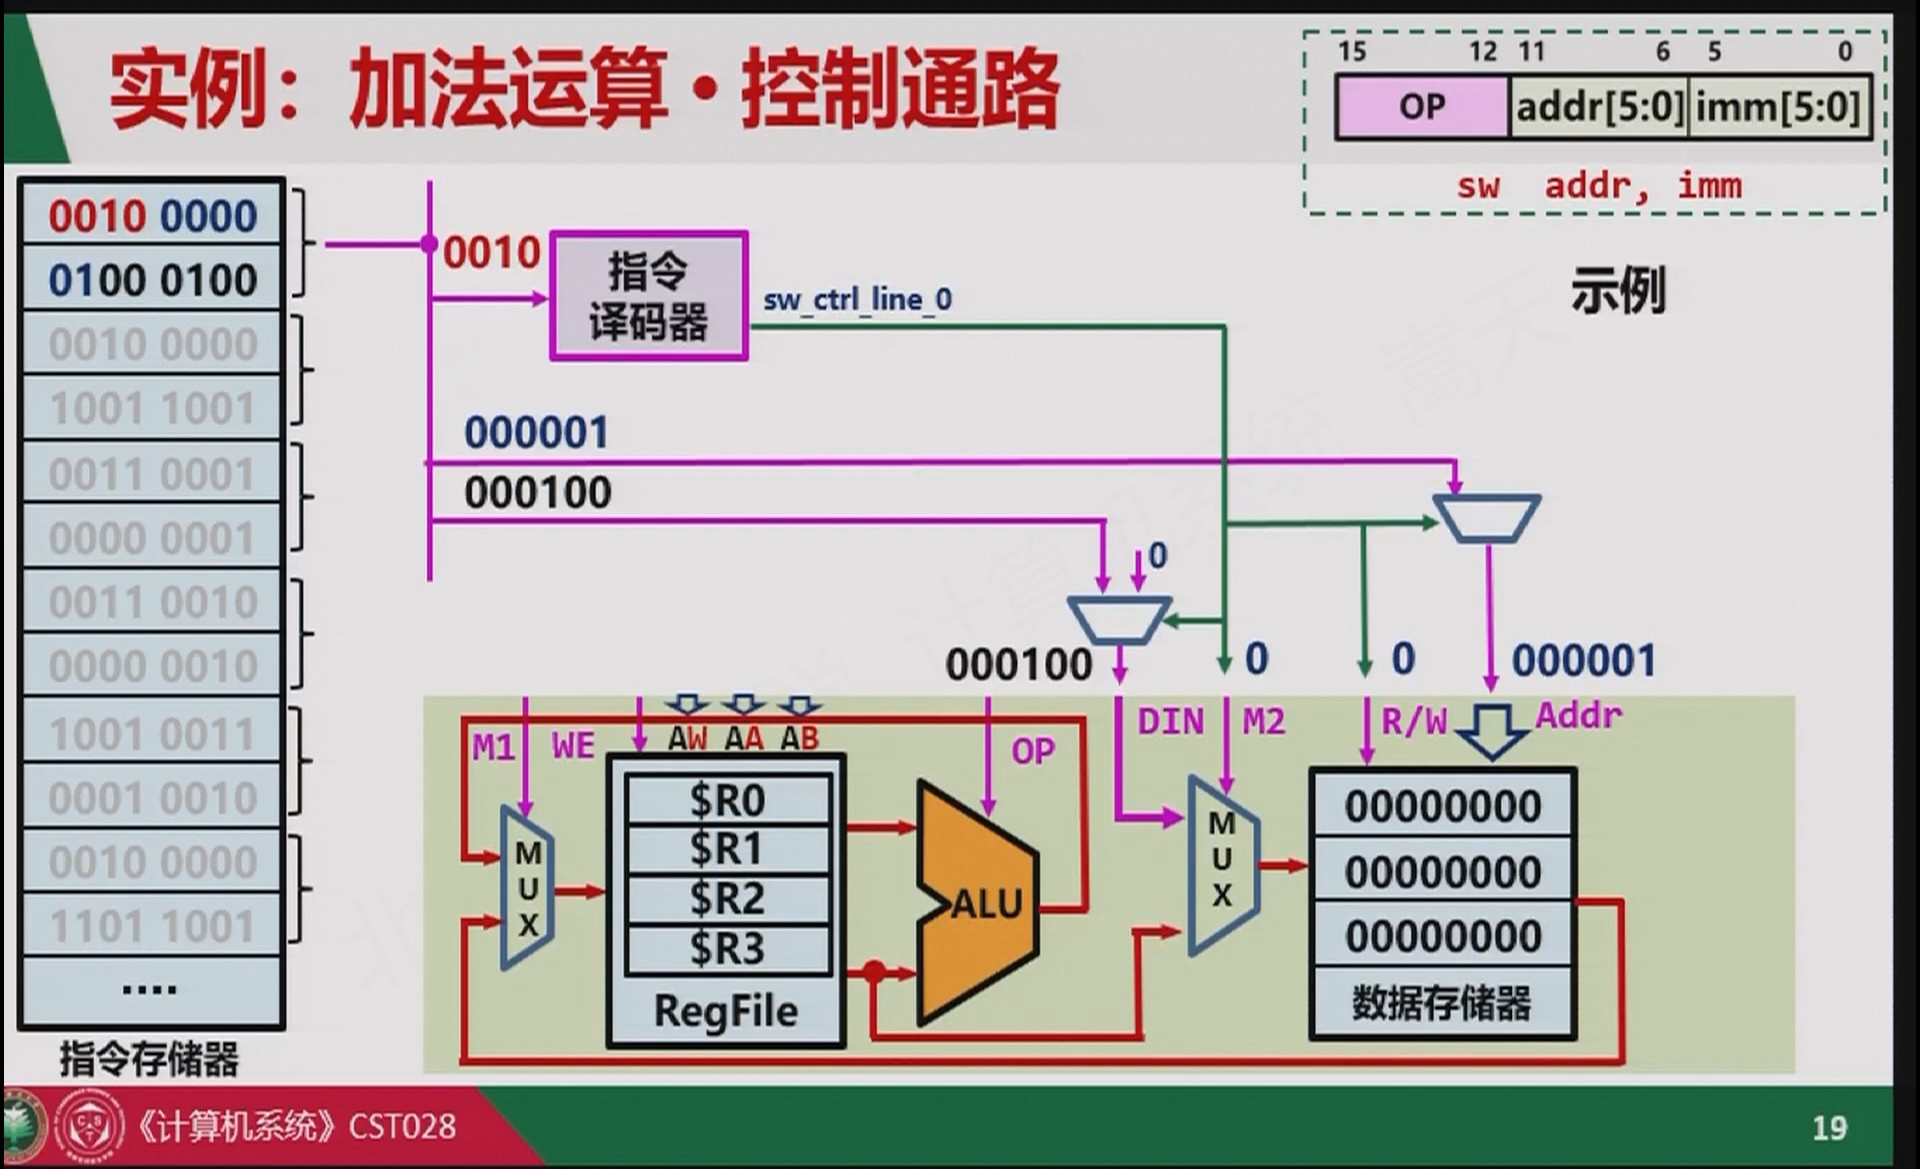 实例：加法运算·控制通路
15 12 11 6 5 0
OP addr[5:0] imm[5:0]
sw addr, imm
示例
0010 0000
0100 0100
0010 0000
1001 1001
0011 0001
0000 0001
0011 0010
0000 0010
1001 0011
0001 0010
0010 0000
1101 1001
....
指令存储器
0010
指令
译码器
sw_ctrl_line_0
000001
000100
0
000100
0
0
000001
M1
WE
AW AA AB
OP
DIN
M2
R/W
Addr
MUX
$R0
$R1
$R2
$R3
RegFile
ALU
MUX
00000000
00000000
00000000
数据存储器
《计算机系统》CST028
19